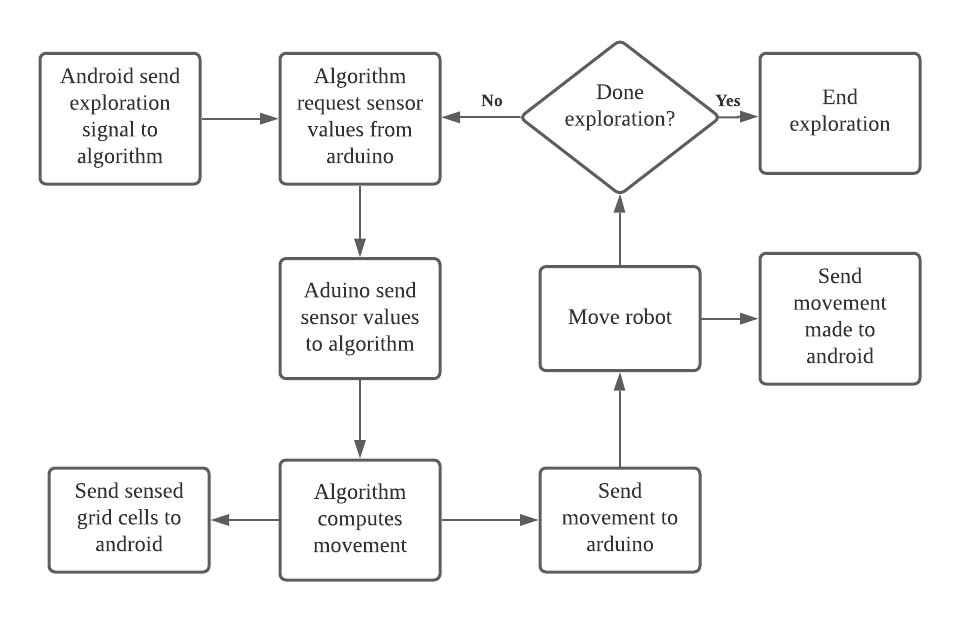 Android send
exploration
signal to
algorithm
Algorithm
request sensor
values from
arduino
No
Done
exploration?
Yes
End
exploration
Aduino send
sensor values
to algorithm
Move robot
Send
movement
made to
android
Send sensed
grid cells to
android
Algorithm
computes
movement
Send
movement to
arduino